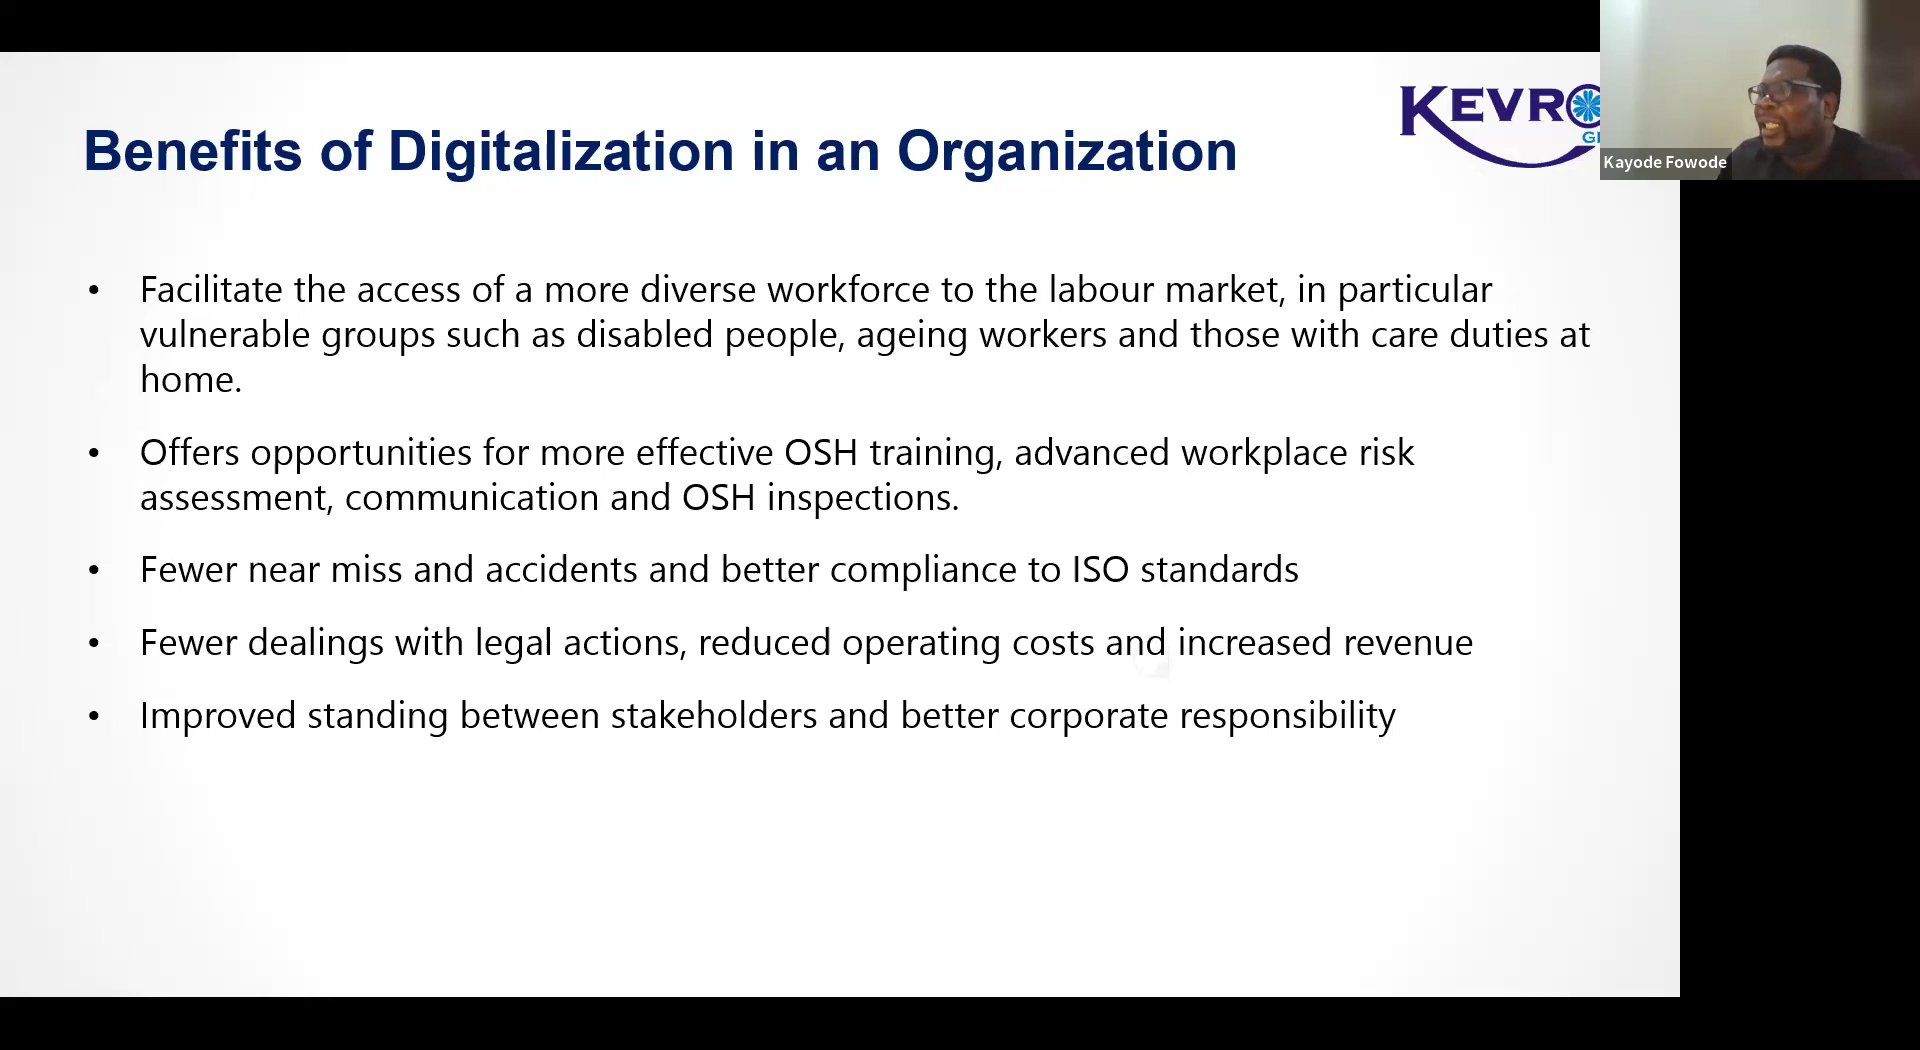 KEVRO
Kayode Fowode
Benefits of Digitalization in an Organization
• Facilitate the access of a more diverse workforce to the labour market, in particular
vulnerable groups such as disabled people, ageing workers and those with care duties at
home.
• Offers opportunities for more effective OSH training, advanced workplace risk
assessment, communication and OSH inspections.
• Fewer near miss and accidents and better compliance to ISO standards
• Fewer dealings with legal actions, reduced operating costs and increased revenue
• Improved standing between stakeholders and better corporate responsibility